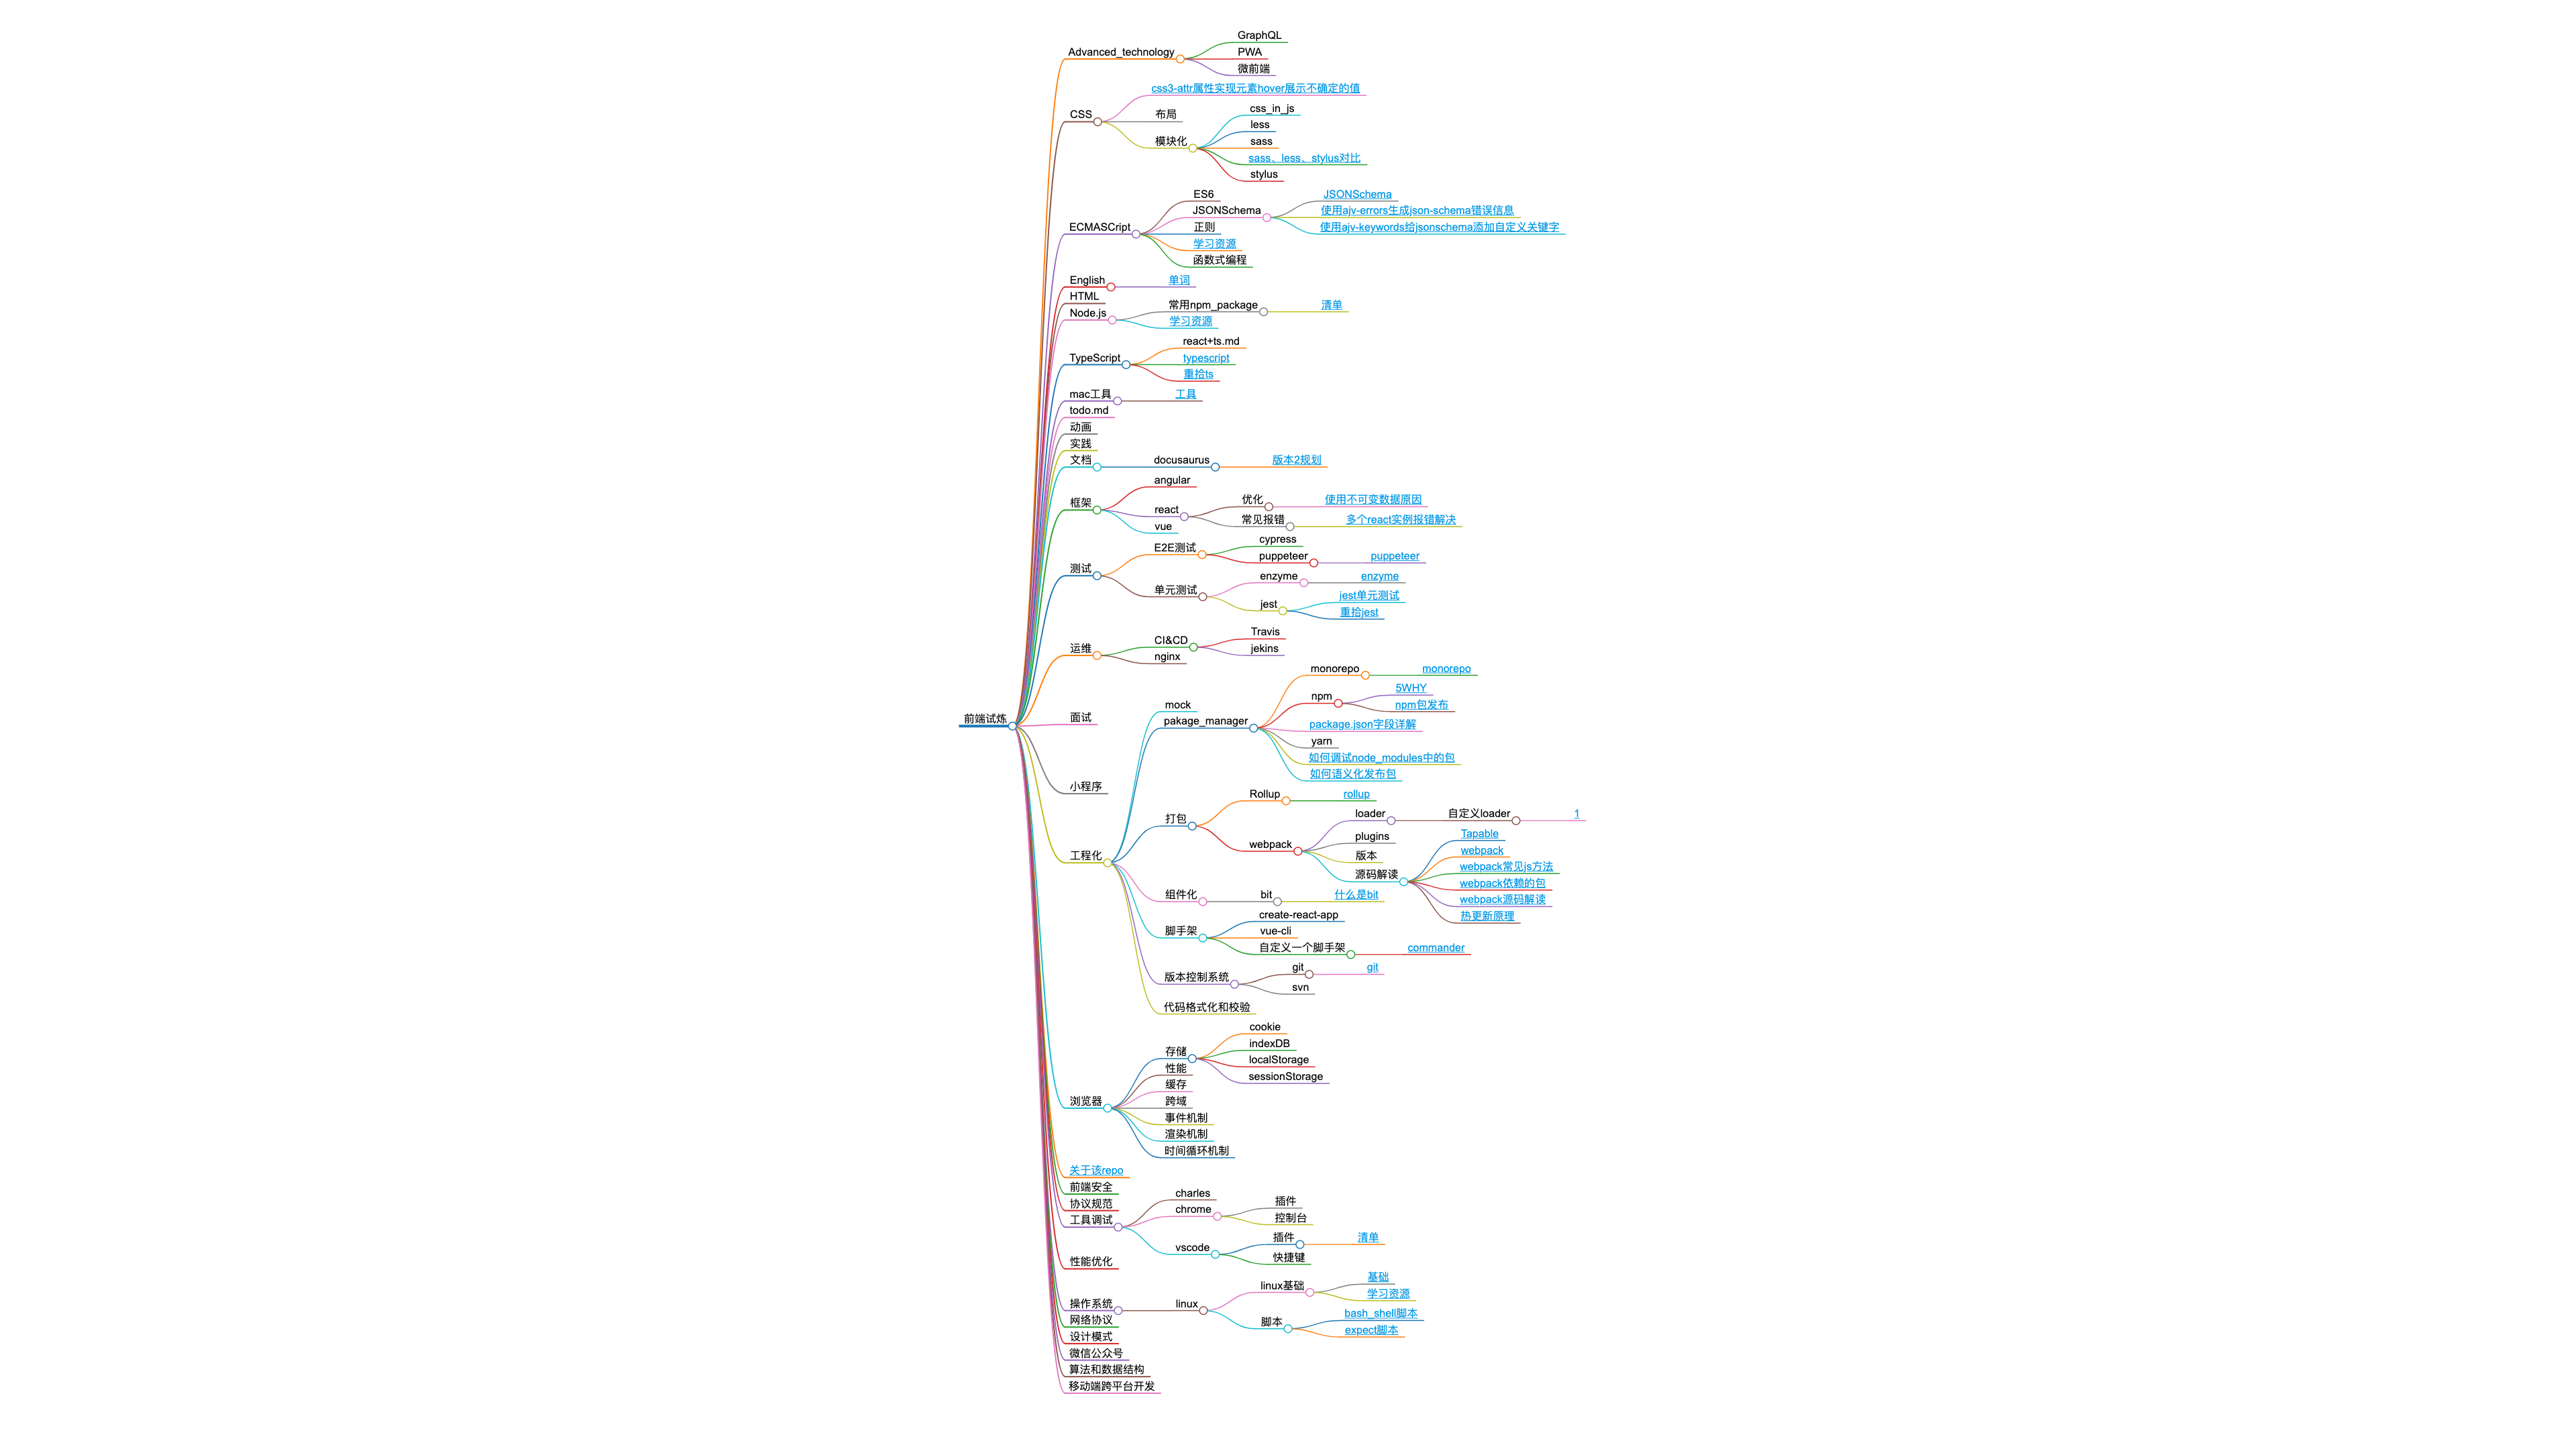 前端试炼
Advanced_technology
GraphQL
PWA
微前端
CSS
css3-attr属性实现元素hover展示不确定的值
布局
模块化
css_in_js
less
sass
sass、less、stylus对比
stylus
ECMASCript
ES6
JSONSchema
JSONSchema
使用ajv-errors生成json-schema错误信息
使用ajv-keywords给jsonschema添加自定义关键字
正则
学习资源
函数式编程
English
单词
HTML
Node.js
常用npm_package
清单
学习资源
TypeScript
react+ts.md
typescript
重拾ts
mac工具
工具
todo.md
动画
实践
文档
docusaurus
版本2规划
框架
angular
react
优化
使用不可变数据原因
常见报错
多个react实例报错解决
vue
测试
E2E测试
cypress
puppeteer
puppeteer
单元测试
enzyme
enzyme
jest
jest单元测试
重拾jest
运维
CI&CD
Travis
jekins
nginx
面试
小程序
工程化
mock
pakage_manager
monorepo
monorepo
npm
5WHY
npm包发布
package.json字段详解
yarn
如何调试node_modules中的包
如何语义化发布包
打包
Rollup
rollup
webpack
loader
自定义loader
1
plugins
版本
源码解读
Tapable
webpack
webpack常见js方法
webpack依赖的包
webpack源码解读
热更新原理
组件化
bit
什么是bit
脚手架
create-react-app
vue-cli
自定义一个脚手架
commander
版本控制系统
git
git
svn
代码格式化和校验
浏览器
存储
cookie
indexDB
localStorage
sessionStorage
性能
缓存
跨域
事件机制
渲染机制
时间循环机制
关于该repo
前端安全
协议规范
工具调试
charles
chrome
插件
控制台
vscode
插件
清单
快捷键
性能优化
操作系统
linux
linux基础
基础
学习资源
脚本
bash_shell脚本
expect脚本
网络协议
设计模式
微信公众号
算法和数据结构
移动端跨平台开发